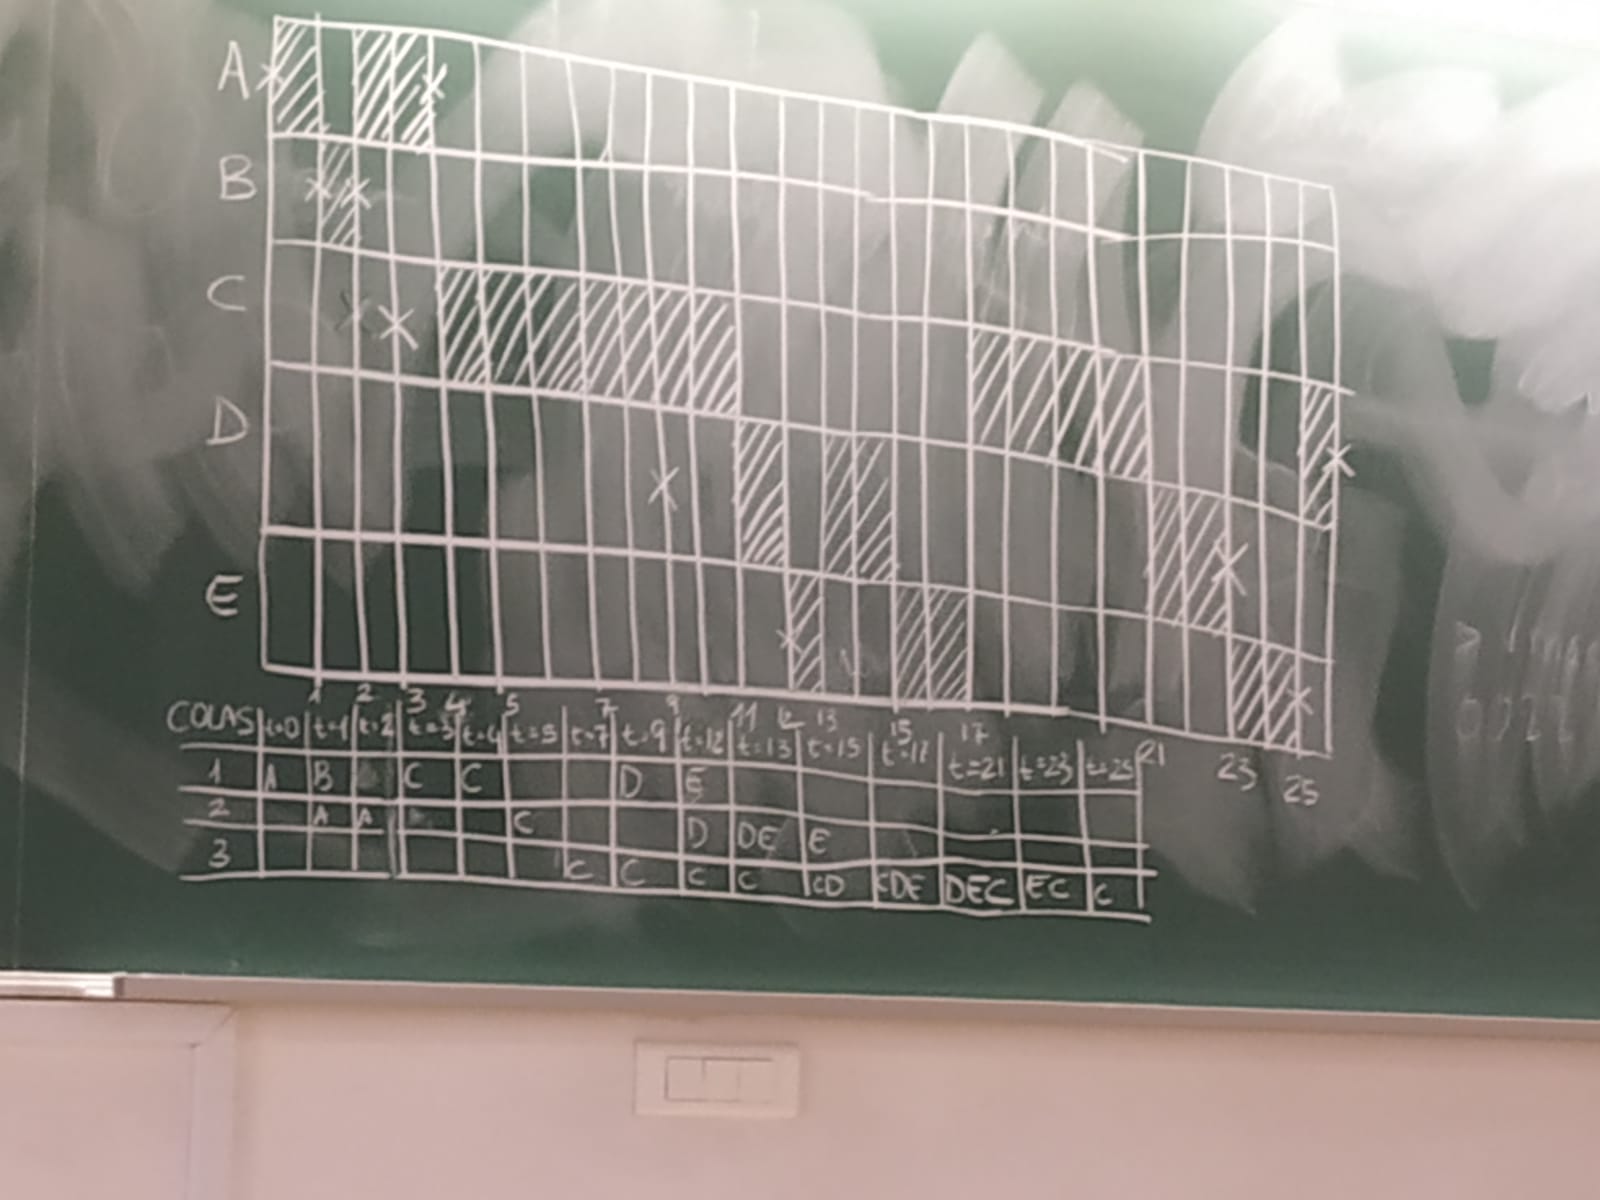 A
B
C
D
E
1 2 3 4 5 7 9 11 12 13 15 17 21 23 25
COLAS t=0 t=1 t=2 t=3 t=4 t=5 t=7 t=9 t=12 t=13 t=15 t=17 t=21 t=23 t=25
1 A B C C D E
2 A A C D DE E
3 C C C C CD CDE DEC EC C